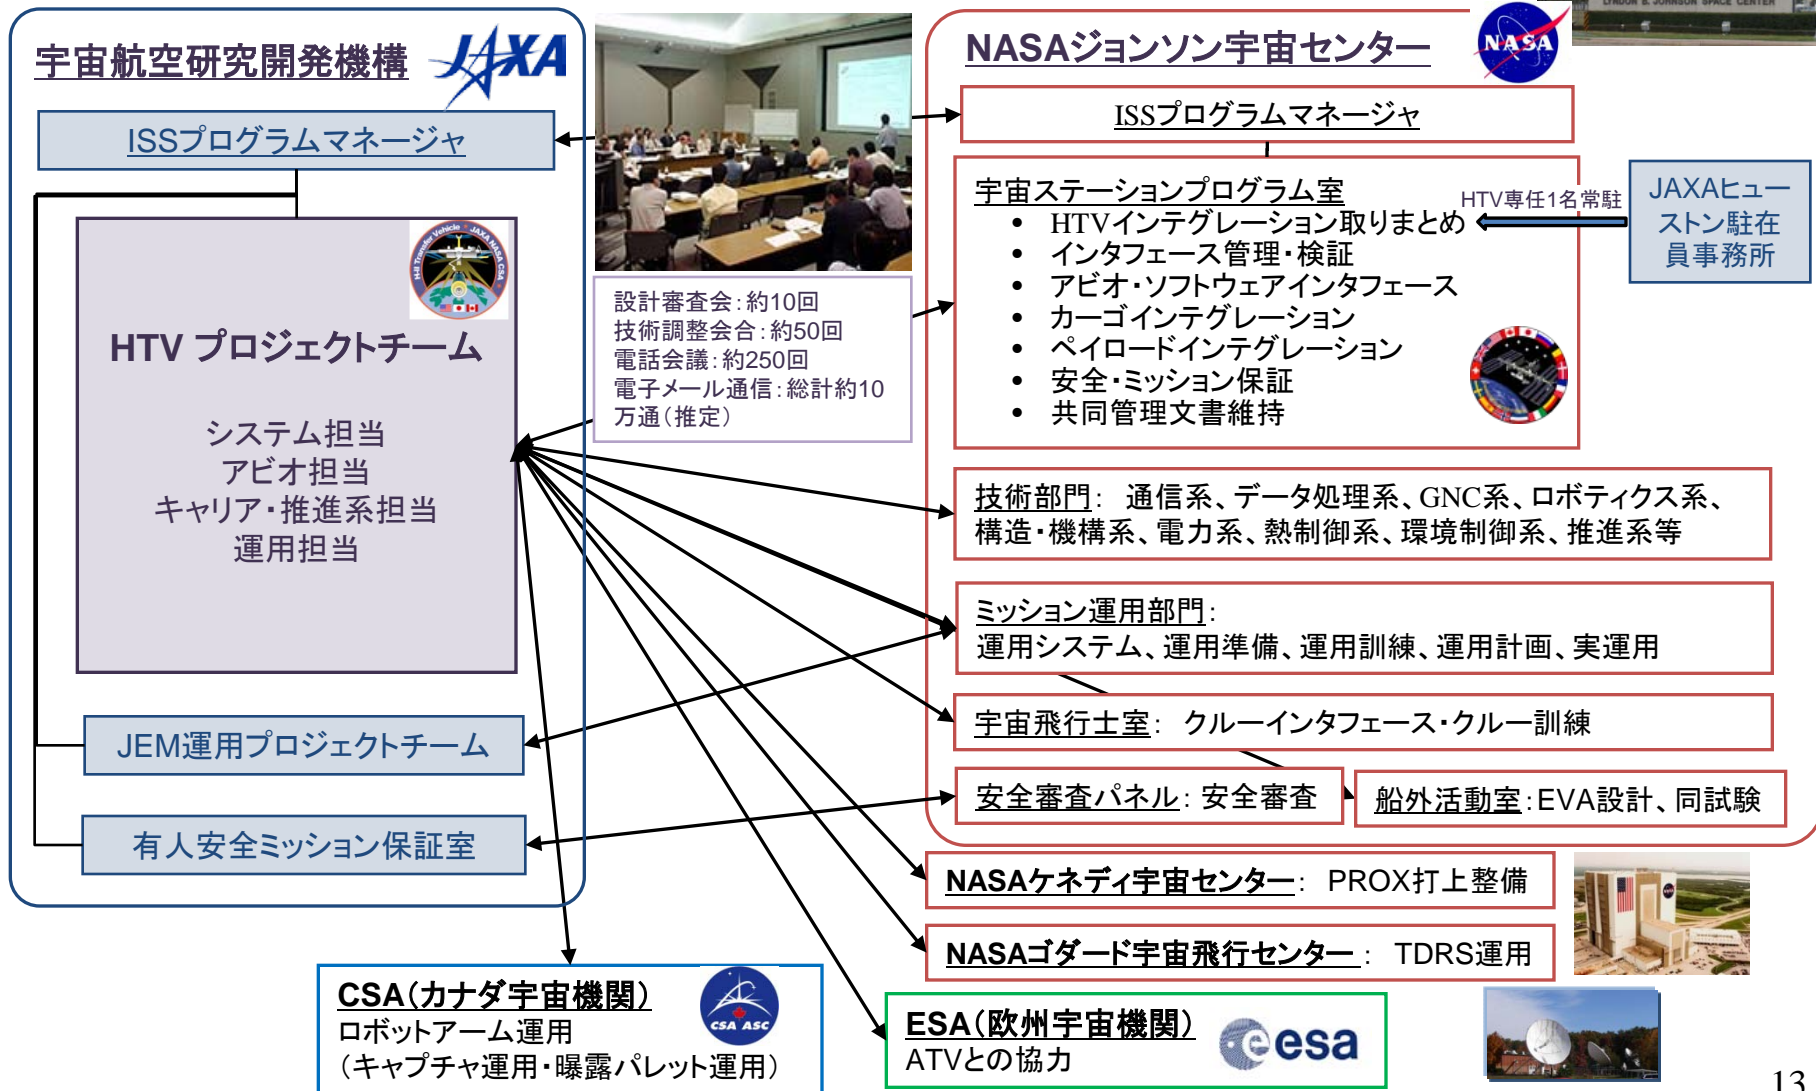 LYNDON B. JOHNSON SPACE CENTER
宇宙航空研究開発機構
JAXA
ISSプログラムマネージャ
HTV プロジェクトチーム
システム担当
アビオ担当
キャリア・推進系担当
運用担当
JEM運用プロジェクトチーム
有人安全ミッション保証室
設計審査会：約10回
技術調整会合：約50回
電話会議：約250回
電子メール通信：総計約10
万通（推定）
NASAジョンソン宇宙センター
NASA
ISSプログラムマネージャ
宇宙ステーションプログラム室
• HTVインテグレーション取りまとめ
• インタフェース管理・検証
• アビオ・ソフトウェアインタフェース
• カーゴインテグレーション
• ペイロードインテグレーション
• 安全・ミッション保証
• 共同管理文書維持
HTV専任1名常駐
JAXAヒュー
ストン駐在
員事務所
技術部門： 通信系、データ処理系、GNC系、ロボティクス系、
構造・機構系、電力系、熱制御系、環境制御系、推進系等
ミッション運用部門：
運用システム、運用準備、運用訓練、運用計画、実運用
宇宙飛行士室： クルーインタフェース・クルー訓練
安全審査パネル：安全審査
船外活動室：EVA設計、同試験
NASAケネディ宇宙センター： PROX打上整備
NASAゴダード宇宙飛行センター： TDRS運用
CSA（カナダ宇宙機関）
ロボットアーム運用
（キャプチャ運用・曝露パレット運用）
CSA ASC
ESA（欧州宇宙機関）
ATVとの協力
esa
13